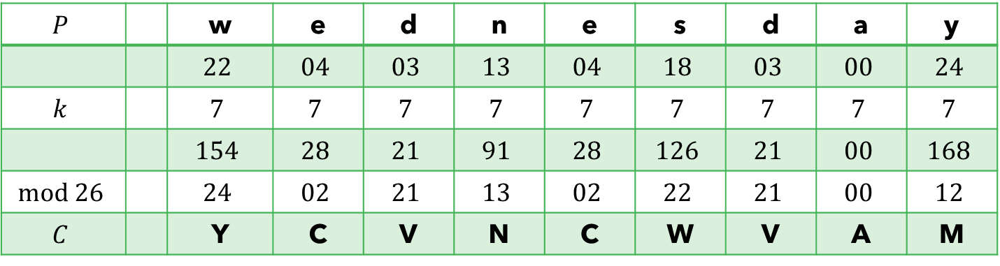 P w e d n e s d a y
22 04 03 13 04 18 03 00 24
k 7 7 7 7 7 7 7 7 7
154 28 21 91 28 126 21 00 168
mod 26 24 02 21 13 02 22 21 00 12
C Y C V N C W V A M